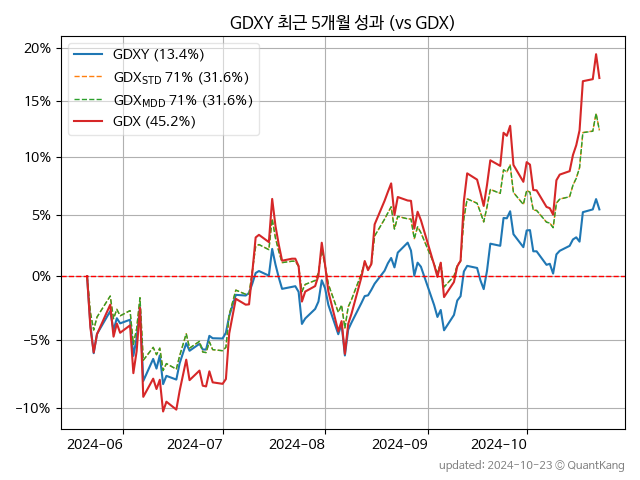 GDXY 최근 5개월 성과 (vs GDX)
GDXY (13.4%)
GDX_STD 71% (31.6%)
GDX_MDD 71% (31.6%)
GDX (45.2%)
20%
15%
10%
5%
0%
−5%
−10%
2024-06 2024-07 2024-08 2024-09 2024-10
updated: 2024-10-23 © QuantKang